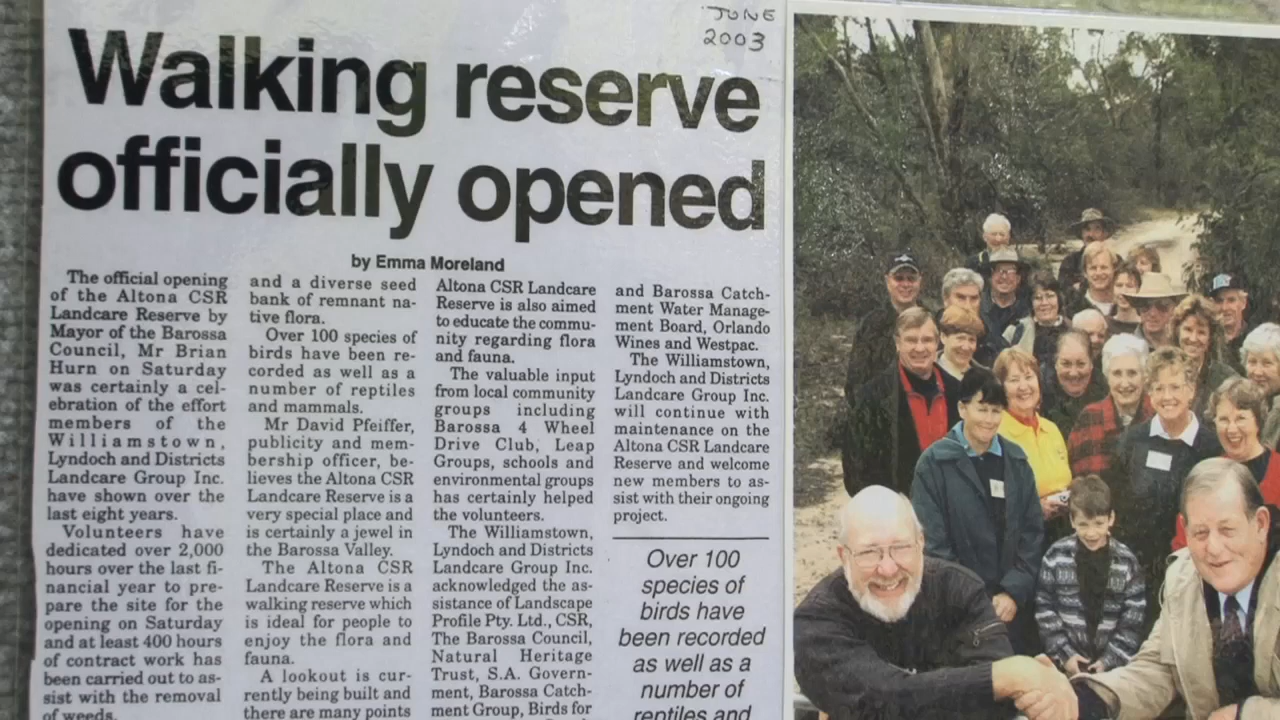 JUNE
2003
Walking reserve
officially opened
by Emma Moreland
The official opening
of the Altona CSR
Landcare Reserve by
Mayor of the Barossa
Council, Mr Brian
Hurn on Saturday
was certainly a cel-
ebration of the effort
members of the
Williamstown,
Lyndoch and Districts
Landcare Group Inc.
have shown over the
last eight years.
Volunteers have
dedicated over 2,000
hours over the last fi-
nancial year to pre-
pare the site for the
opening on Saturday
and at least 400 hours
of contract work has
been carried out to as-
sist with the removal
of weeds.
and a diverse seed
bank of remnant na-
tive flora.
Over 100 species of
birds have been re-
corded as well as a
number of reptiles
and mammals.
Mr David Pfeiffer,
publicity and mem-
bership officer, be-
lieves the Altona CSR
Landcare Reserve is a
very special place and
is certainly a jewel in
the Barossa Valley.
The Altona CSR
Landcare Reserve is a
walking reserve which
is ideal for people to
enjoy the flora and
fauna.
A lookout is cur-
rently being built and
there are many points
Altona CSR Landcare
Reserve is also aimed
to educate the commu-
nity regarding flora
and fauna.
The valuable input
from local community
groups including
Barossa 4 Wheel
Drive Club, Leap
Groups, schools and
environmental groups
has certainly helped
the volunteers.
The Williamstown,
Lyndoch and Districts
Landcare Group Inc.
acknowledged the as-
sistance of Landscape
Profile Pty. Ltd., CSR,
The Barossa Council,
Natural Heritage
Trust, S.A. Govern-
ment, Barossa Catch-
ment Group, Birds for
and Barossa Catch-
ment Water Manage-
ment Board, Orlando
Wines and Westpac.
The Williamstown,
Lyndoch and Districts
Landcare Group Inc.
will continue with
maintenance on the
Altona CSR Landcare
Reserve and welcome
new members to as-
sist with their ongoing
project.
Over 100
species of
birds have
been recorded
as well as a
number of
reptiles and